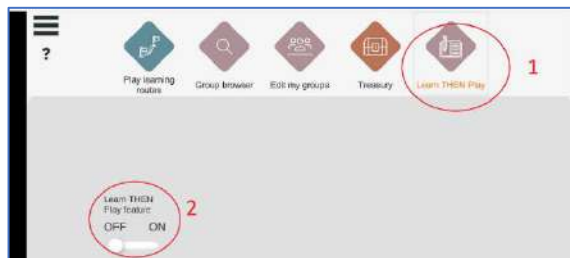 ?
Play learning
routes
Group browser
Edit my groups
Treasury
Learn THEN Play
1
Learn THEN
Play feature
OFF ON
2